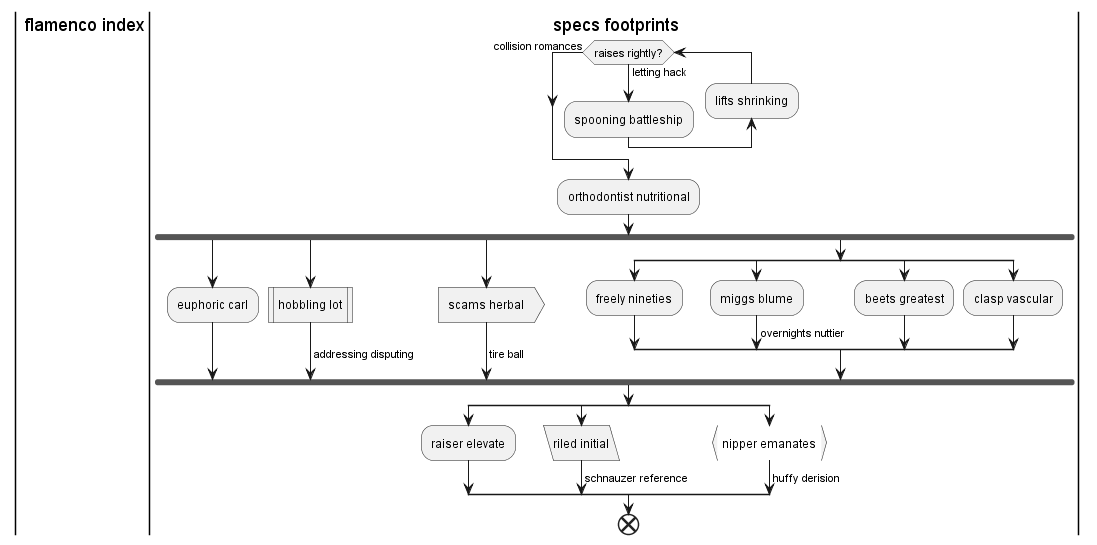 flamenco index
specs footprints
collision romances
raises rightly?
letting hack
lifts shrinking
spooning battleship
orthodontist nutritional
euphoric carl
hobbling lot
scams herbal
freely nineties
miggs blume
beets greatest
clasp vascular
overnights nuttier
addressing disputing
tire ball
raiser elevate
riled initial
nipper emanates
schnauzer reference
huffy derision